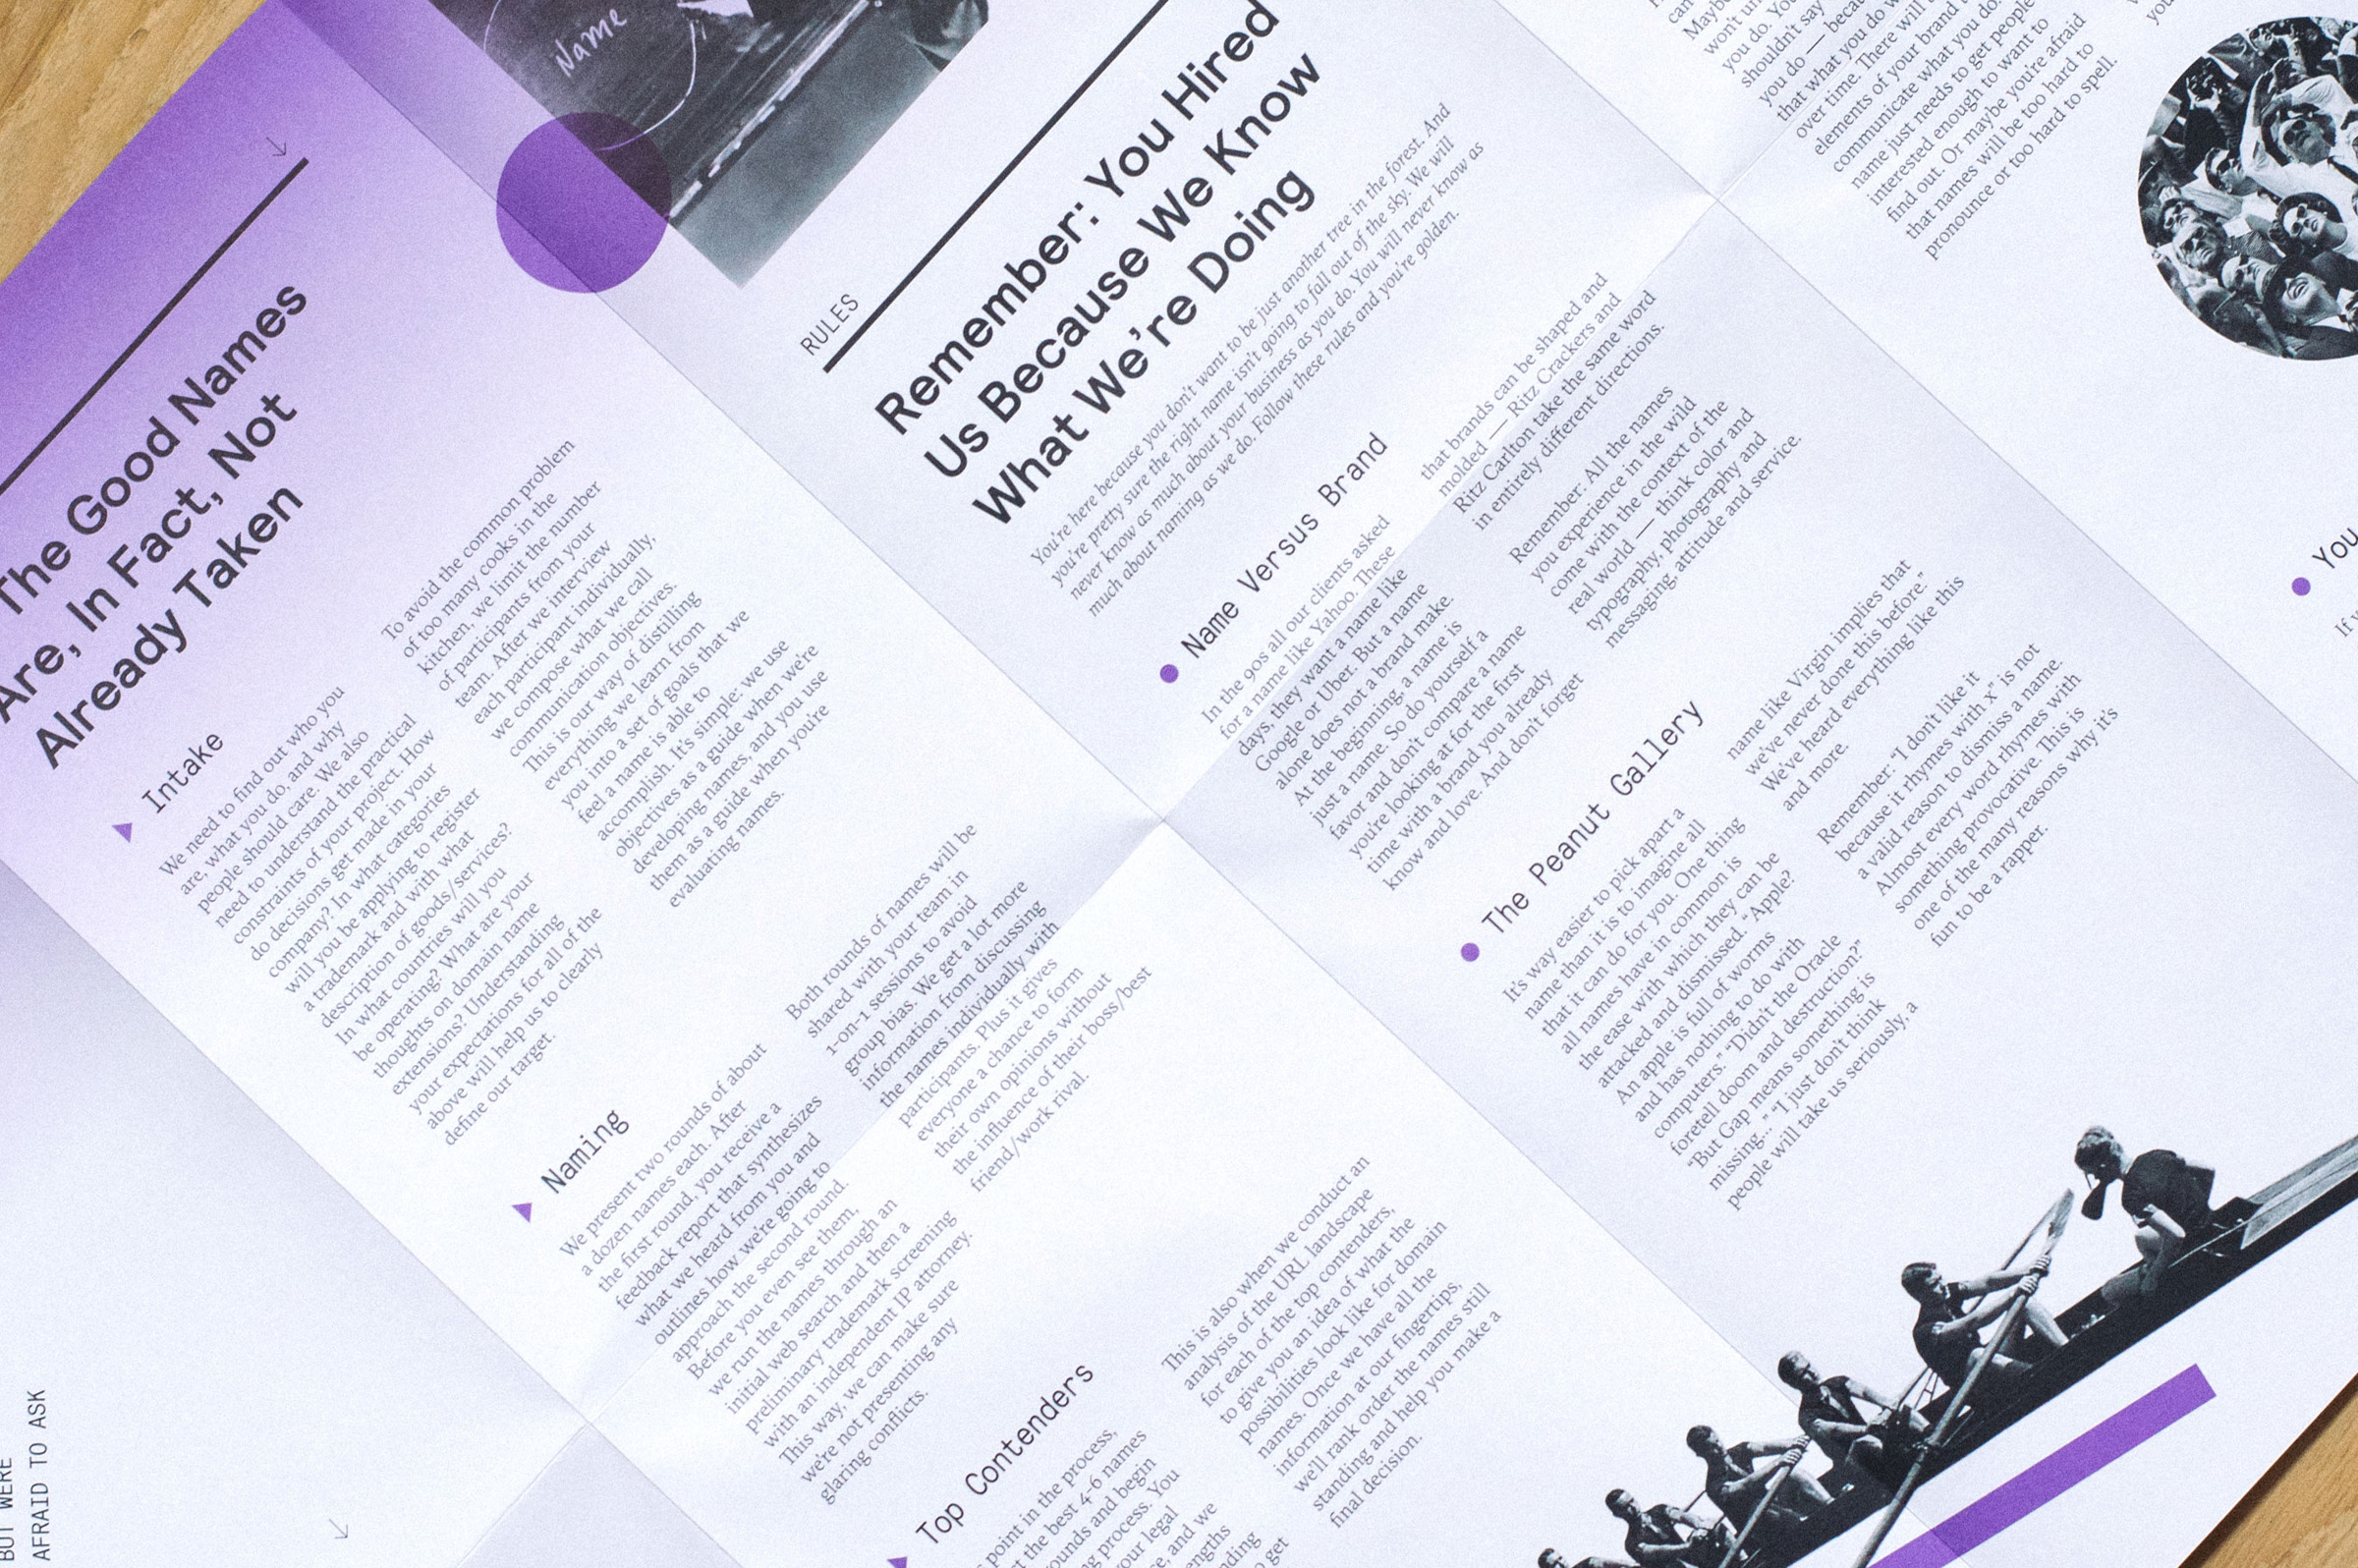 BUT WERE
AFRAID TO ASK
The Good Names
Are, In Fact, Not
Already Taken
Intake
We need to find out who you
are, what you do, and why
people should care. We also
need to understand the practical
constraints of your project. How
do decisions get made in your
company? In what categories
will you be applying to register
a trademark and with what
description of goods/services?
In what countries will you
be operating? What are your
thoughts on domain name
extensions? Understanding
your expectations for all of the
above will help us to clearly
define our target.
To avoid the common problem
of too many cooks in the
kitchen, we limit the number
of participants from your
team. After we interview
each participant individually,
we compose what we call
communication objectives.
This is our way of distilling
everything we learn from
you into a set of goals that we
feel a name is able to
accomplish. It's simple: we use
objectives as a guide when we're
developing names, and you use
them as a guide when you're
evaluating names.
Naming
We present two rounds of about
a dozen names each. After
the first round, you receive a
feedback report that synthesizes
what we heard from you and
outlines how we're going to
approach the second round.
Before you even see them,
we run the names through an
initial web search and then a
preliminary trademark screening
with an independent IP attorney.
This way, we can make sure
we're not presenting any
glaring conflicts.
Both rounds of names will be
shared with your team in
1-on-1 sessions to avoid
group bias. We get a lot more
information from discussing
the names individually with
participants. Plus it gives
everyone a chance to form
their own opinions without
the influence of their boss/best
friend/work rival.
Top Contenders
point in the process,
the best 4-6 names
ounds and begin
ng process. You
our legal
e, and we
engths
nding
o get
This is also when we conduct an
analysis of the URL landscape
for each of the top contenders,
to give you an idea of what the
possibilities look like for domain
names. Once we have all the
information at our fingertips,
we'll rank order the names still
standing and help you make a
final decision.
Name
RULES
Remember: You Hired
Us Because We Know
What We're Doing
You're here because you don't want to be just another tree in the forest. And
you're pretty sure the right name isn't going to fall out of the sky. We will
never know as much about your business as you do. You will never know as
much about naming as we do. Follow these rules and you're golden.
Name Versus Brand
In the 90s all our clients asked
for a name like Yahoo. These
days, they want a name like
Google or Uber. But a name
alone does not a brand make.
At the beginning, a name is
just a name. So do yourself a
favor and don't compare a name
you're looking at for the first
time with a brand you already
know and love. And don't forget
that brands can be shaped and
molded — Ritz Crackers and
Ritz Carlton take the same word
in entirely different directions.
Remember: All the names
you experience in the wild
come with the context of the
real world — think color and
typography, photography and
messaging, attitude and service.
The Peanut Gallery
It's way easier to pick apart a
name than it is to imagine all
that it can do for you. One thing
all names have in common is
the ease with which they can be
attacked and dismissed. "Apple?
An apple is full of worms
and has nothing to do with
computers." "Didn't the Oracle
foretell doom and destruction?"
"But Gap means something is
missing..." "I just don't think
people will take us seriously, a
name like Virgin implies that
we've never done this before."
We've heard everything like this
and more.
Remember: "I don't like it
because it rhymes with x" is not
a valid reason to dismiss a name.
Almost every word rhymes with
something provocative. This is
one of the many reasons why it's
fun to be a rapper.
can
Maybe
won't un
you do. You
shouldn't say
you do — becau
that what you do w
over time. There will
elements of your brand t
communicate what you do.
name just needs to get people
interested enough to want to
find out. Or maybe you're afraid
that names will be too hard to
pronounce or too hard to spell.
you
You
If